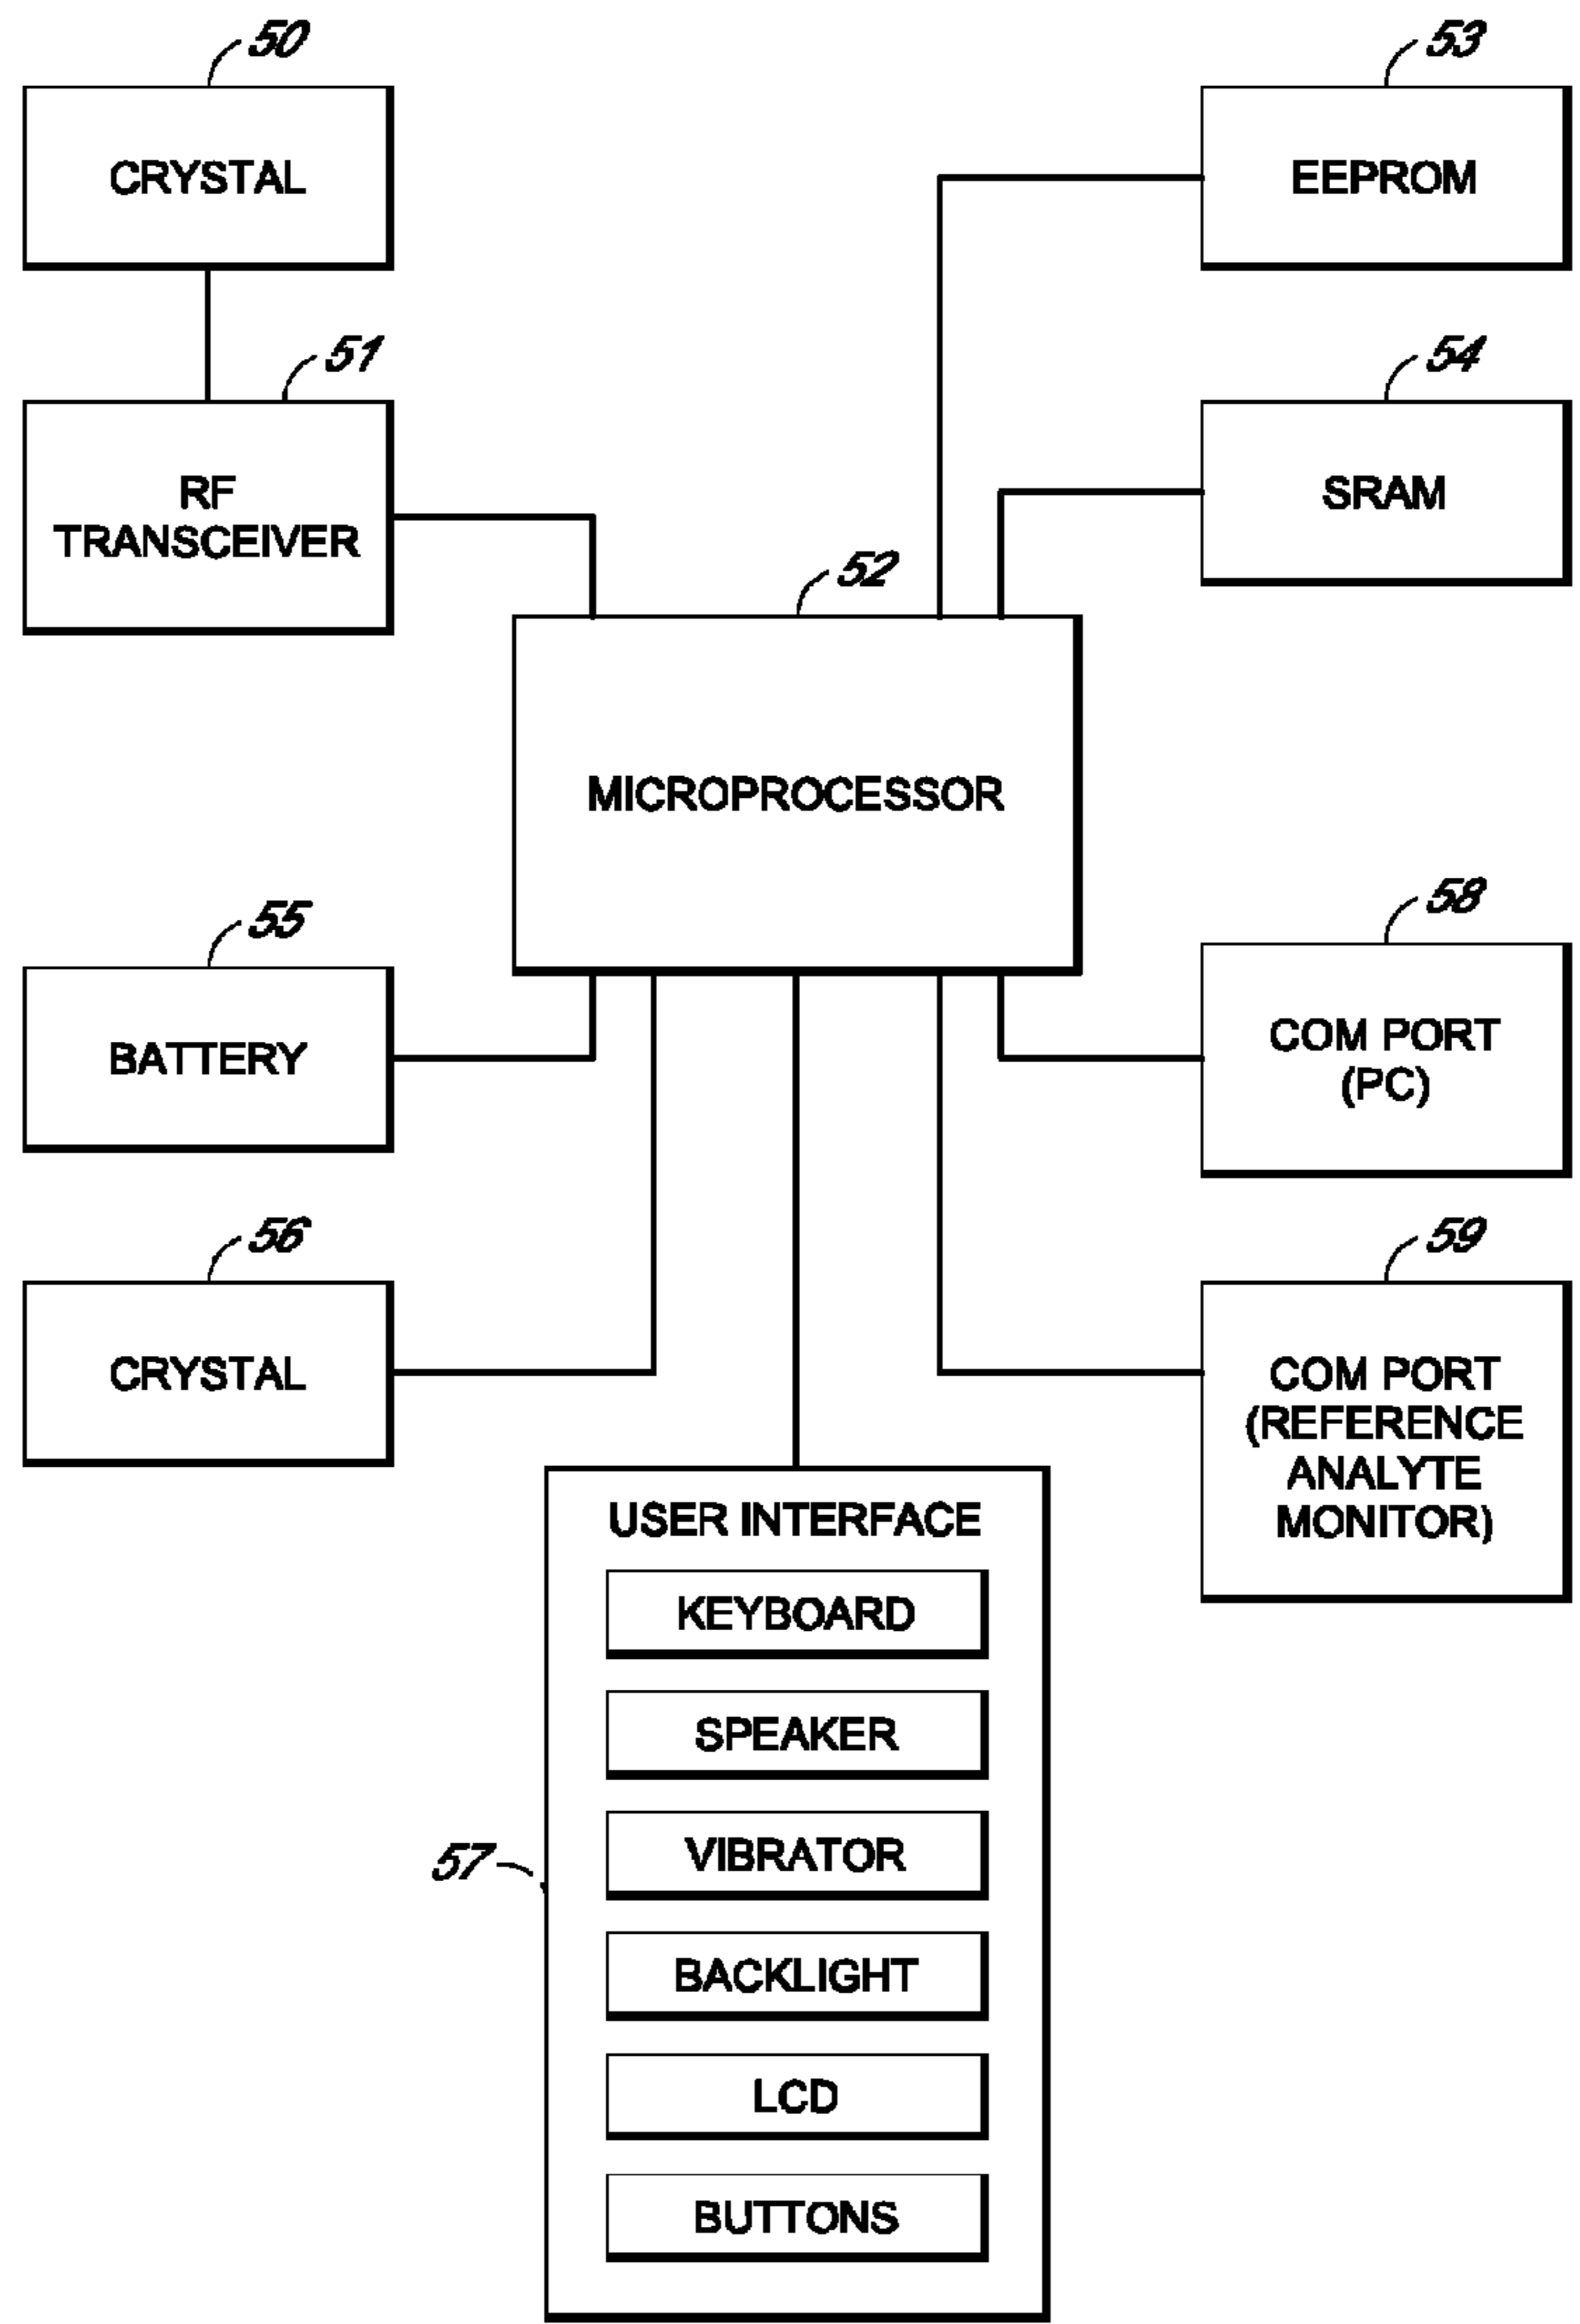 50
CRYSTAL
53
EEPROM
51
RF
TRANSCEIVER
54
SRAM
52
MICROPROCESSOR
55
BATTERY
58
COM PORT
(PC)
56
CRYSTAL
59
COM PORT
(REFERENCE
ANALYTE
MONITOR)
57
USER INTERFACE
KEYBOARD
SPEAKER
VIBRATOR
BACKLIGHT
LCD
BUTTONS